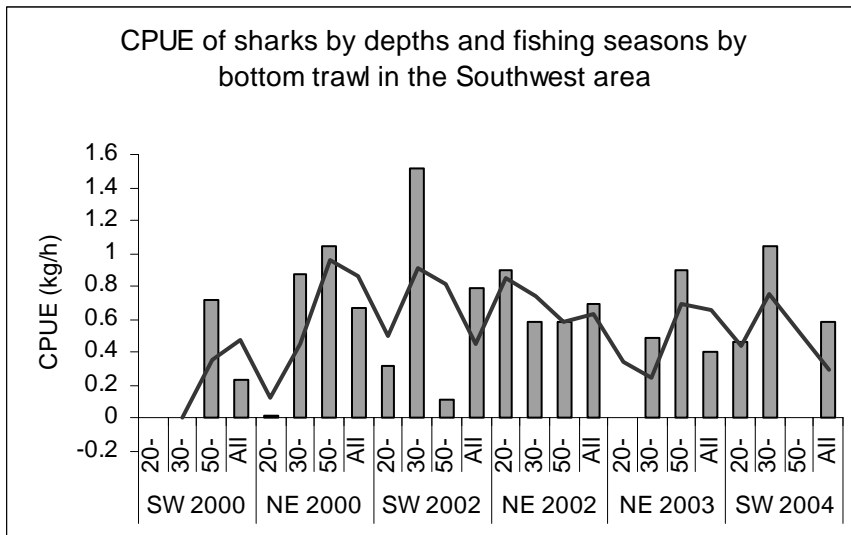 CPUE of sharks by depths and fishing seasons by
bottom trawl in the Southwest area
CPUE (kg/h)
1.6
1.4
1.2
1
0.8
0.6
0.4
0.2
0
-0.2
20- 30- 50- All 20- 30- 50- All 20- 30- 50- All 20- 30- 50- All 20- 30- 50- All 20- 30- 50- All
SW 2000 NE 2000 SW 2002 NE 2002 NE 2003 SW 2004